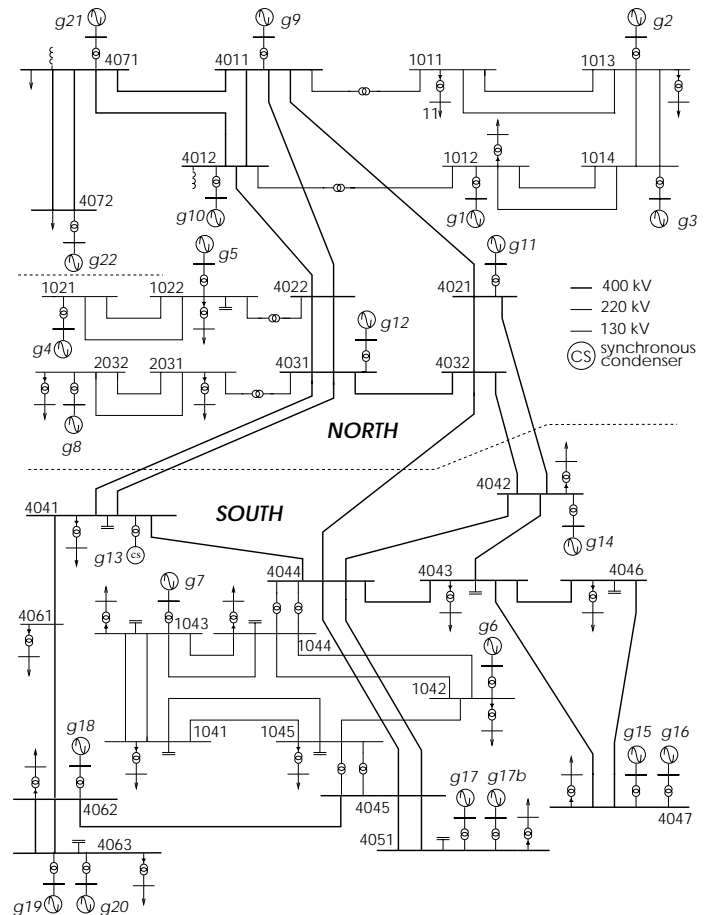 g21
g9
g2
4071
4011
1011
1013
11
4012
1012
1014
4072
g10
g1
g3
g22
g5
g11
1021
1022
4022
4021
400 kV
220 kV
130 kV
CS synchronous condenser
g12
g4
2032
2031
4031
4032
g8
NORTH
4041
SOUTH
4042
g13
cs
g14
g7
4044
4043
4046
4061
1043
1044
g6
1042
g18
1041
1045
g15
g16
g17
g17b
4062
4045
4047
4051
4063
g19
g20